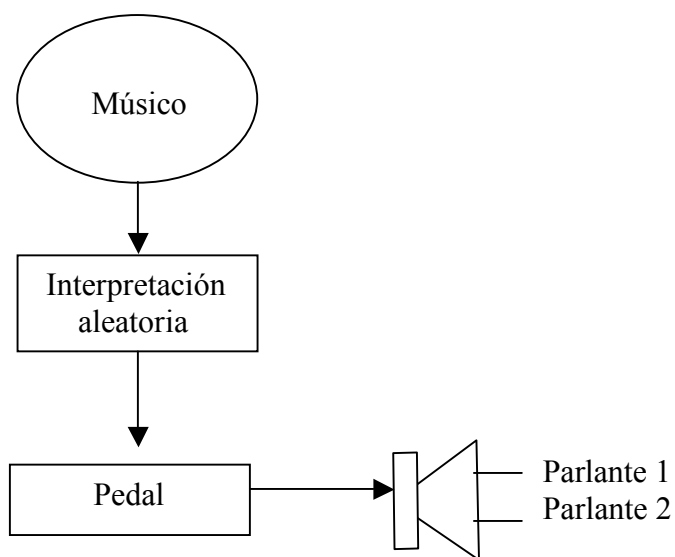 Músico
Interpretación
aleatoria
Pedal
Parlante 1
Parlante 2